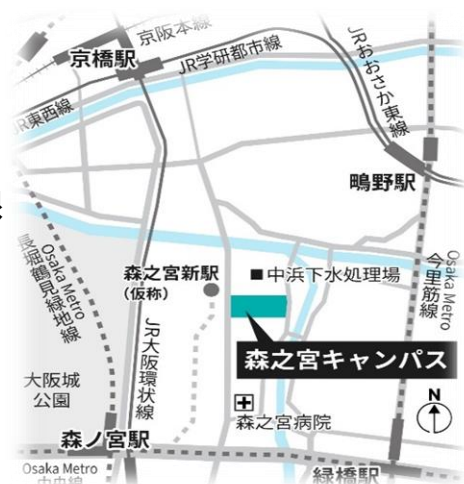 京阪本線
京橋駅
JR学研都市線
JRおおさか東線
JR東西線
鴫野駅
長堀鶴見緑地線
Osaka Metro
森之宮新駅
(仮称)
■中浜下水処理場
Osaka Metro
今里筋線
JR大阪環状線
森之宮キャンパス
大阪城
公園
N
森之宮病院
森ノ宮駅
Osaka Metro
中央線
緑橋駅